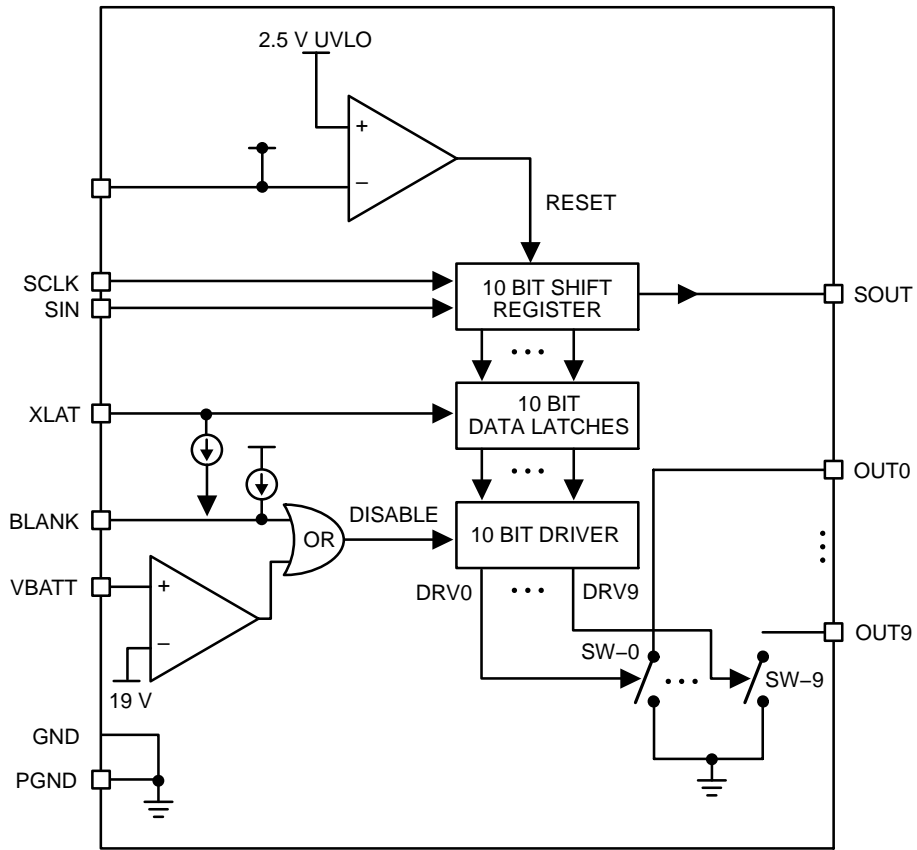 2.5 V UVLO
+
−
RESET
SCLK
SIN
10 BIT SHIFT
REGISTER
SOUT
XLAT
10 BIT
DATA LATCHES
OUT0
BLANK
OR
DISABLE
10 BIT DRIVER
VBATT
+
−
19 V
DRV0
DRV9
OUT9
SW−0
SW−9
GND
PGND